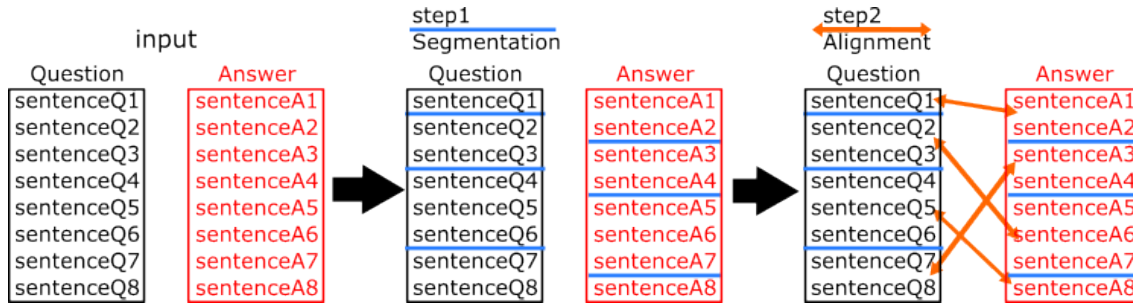 input
Question
sentenceQ1
sentenceQ2
sentenceQ3
sentenceQ4
sentenceQ5
sentenceQ6
sentenceQ7
sentenceQ8
Answer
sentenceA1
sentenceA2
sentenceA3
sentenceA4
sentenceA5
sentenceA6
sentenceA7
sentenceA8
step1
Segmentation
Question
sentenceQ1
sentenceQ2
sentenceQ3
sentenceQ4
sentenceQ5
sentenceQ6
sentenceQ7
sentenceQ8
Answer
sentenceA1
sentenceA2
sentenceA3
sentenceA4
sentenceA5
sentenceA6
sentenceA7
sentenceA8
step2
Alignment
Question
sentenceQ1
sentenceQ2
sentenceQ3
sentenceQ4
sentenceQ5
sentenceQ6
sentenceQ7
sentenceQ8
Answer
sentenceA1
sentenceA2
sentenceA3
sentenceA4
sentenceA5
sentenceA6
sentenceA7
sentenceA8